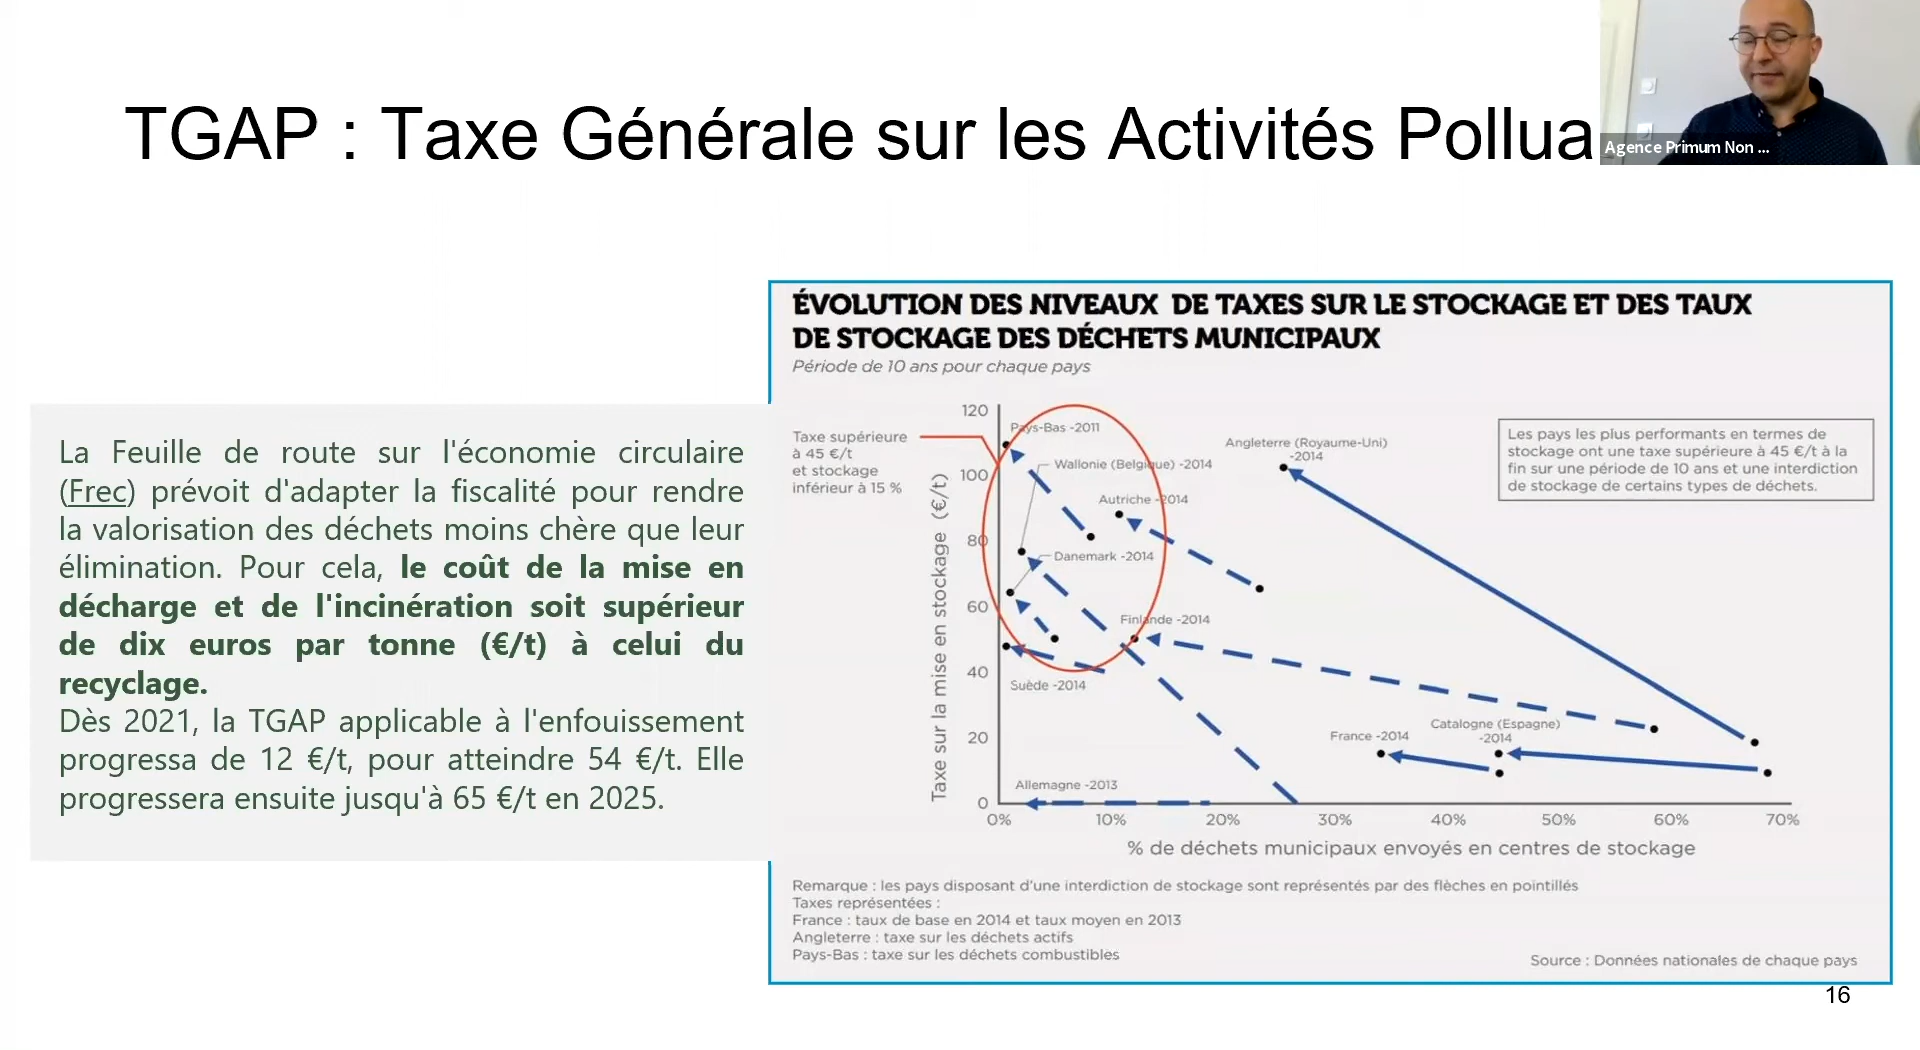 TGAP : Taxe Générale sur les Activités Pollua
Agence Primum Non ...
La Feuille de route sur l'économie circulaire
(Frec) prévoit d'adapter la fiscalité pour rendre
la valorisation des déchets moins chère que leur
élimination. Pour cela, le coût de la mise en
décharge et de l'incinération soit supérieur
de dix euros par tonne (€/t) à celui du
recyclage.
Dès 2021, la TGAP applicable à l'enfouissement
progressa de 12 €/t, pour atteindre 54 €/t. Elle
progressera ensuite jusqu'à 65 €/t en 2025.
ÉVOLUTION DES NIVEAUX DE TAXES SUR LE STOCKAGE ET DES TAUX
DE STOCKAGE DES DÉCHETS MUNICIPAUX
Période de 10 ans pour chaque pays
Taxe supérieure
à 45 €/t
et stockage
inférieur à 15 %
Taxe sur la mise en stockage (€/t)
120
100
80
60
40
20
0
Pays-Bas -2011
Wallonie (Belgique) -2014
Autriche -2014
Danemark -2014
Finlande -2014
Suède -2014
Allemagne -2013
Angleterre (Royaume-Uni)
-2014
France -2014
Catalogne (Espagne)
-2014
Les pays les plus performants en termes de
stockage ont une taxe supérieure à 45 €/t à la
fin sur une période de 10 ans et une interdiction
de stockage de certains types de déchets.
0% 10% 20% 30% 40% 50% 60% 70%
% de déchets municipaux envoyés en centres de stockage
Remarque : les pays disposant d'une interdiction de stockage sont représentés par des flèches en pointillés
Taxes représentées :
France : taux de base en 2014 et taux moyen en 2013
Angleterre : taxe sur les déchets actifs
Pays-Bas : taxe sur les déchets combustibles
Source : Données nationales de chaque pays
16